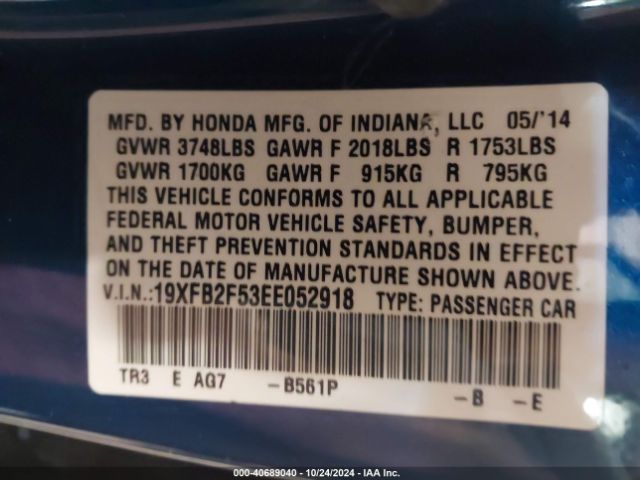 MFD. BY HONDA MFG. OF INDIANA, LLC 05/'14
GVWR 3748LBS GAWR F 2018LBS R 1753LBS
GVWR 1700KG GAWR F 915KG R 795KG
THIS VEHICLE CONFORMS TO ALL APPLICABLE
FEDERAL MOTOR VEHICLE SAFETY, BUMPER,
AND THEFT PREVENTION STANDARDS IN EFFECT
ON THE DATE OF MANUFACTURE SHOWN ABOVE.
V.I.N.:19XFB2F53EE052918 TYPE: PASSENGER CAR
TR3 E AG7 -B561P -B -E
000-40689040 - 10/24/2024 - IAAI.COM